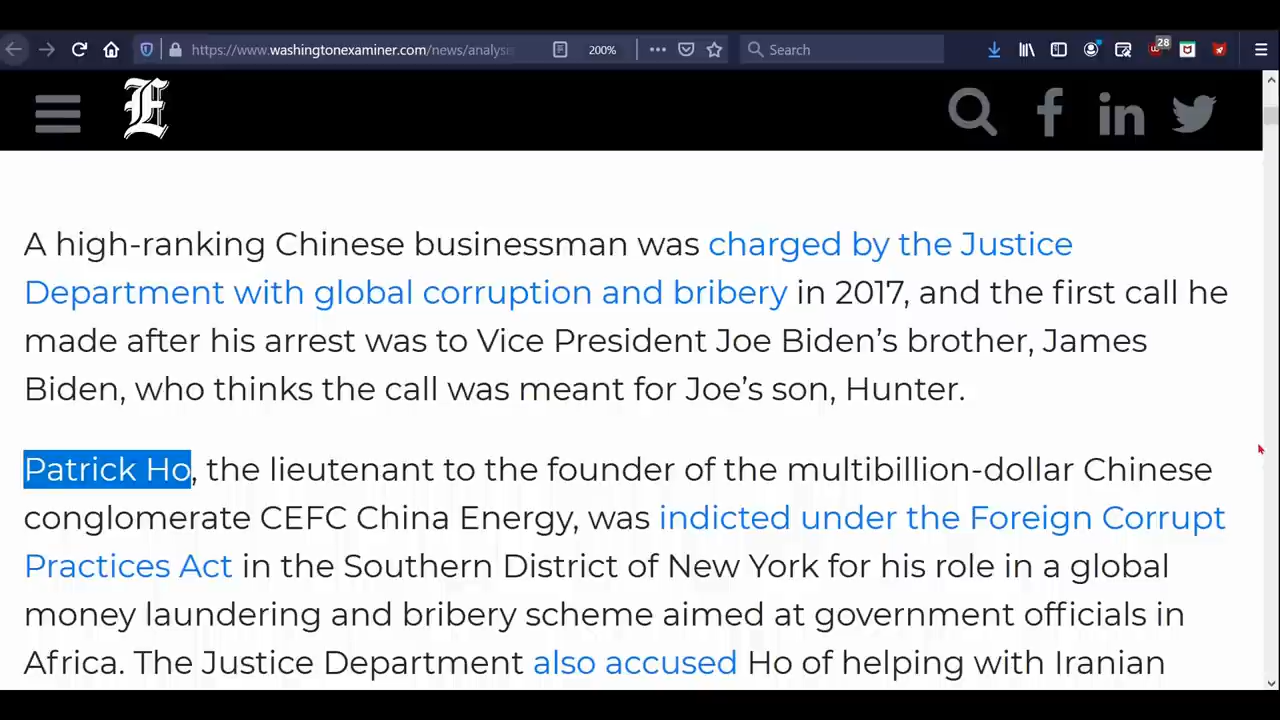 https://www.washingtonexaminer.com/news/analyse
200%
Search
28
E
A high-ranking Chinese businessman was charged by the Justice
Department with global corruption and bribery in 2017, and the first call he
made after his arrest was to Vice President Joe Biden’s brother, James
Biden, who thinks the call was meant for Joe’s son, Hunter.
Patrick Ho, the lieutenant to the founder of the multibillion-dollar Chinese
conglomerate CEFC China Energy, was indicted under the Foreign Corrupt
Practices Act in the Southern District of New York for his role in a global
money laundering and bribery scheme aimed at government officials in
Africa. The Justice Department also accused Ho of helping with Iranian